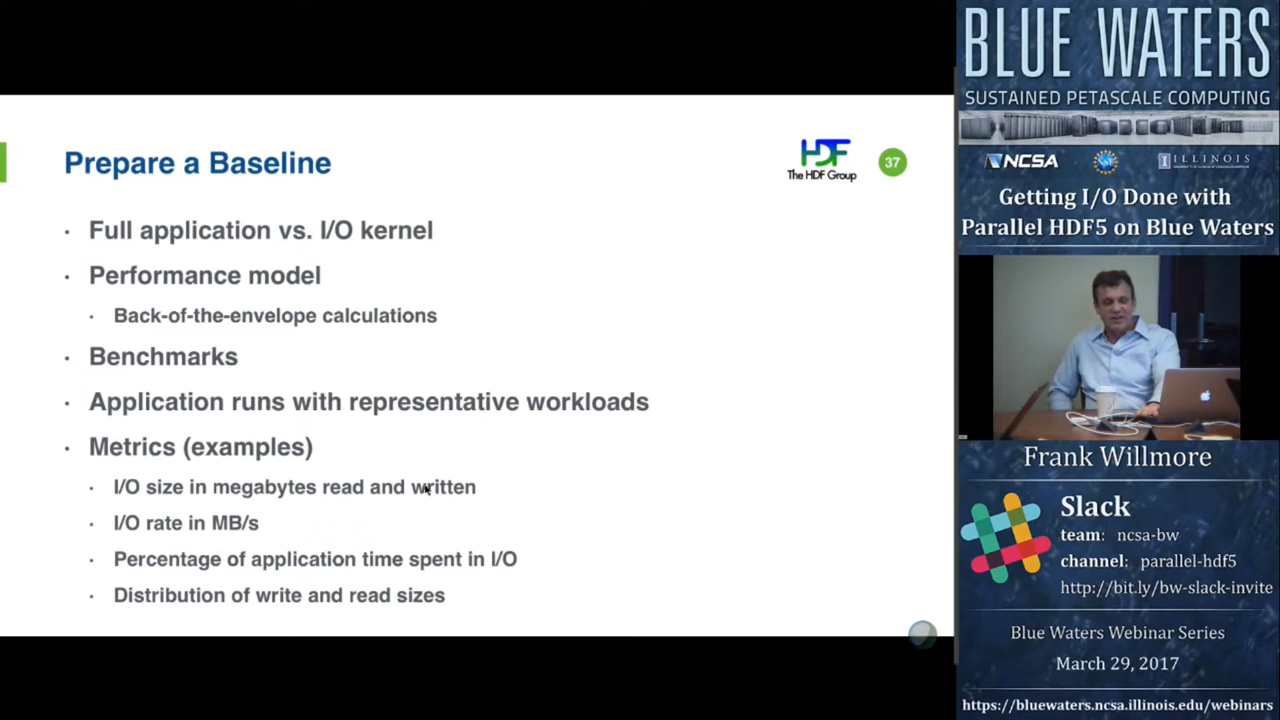 Prepare a Baseline
HDF
The HDF Group
37
· Full application vs. I/O kernel
· Performance model
· Back-of-the-envelope calculations
· Benchmarks
· Application runs with representative workloads
· Metrics (examples)
· I/O size in megabytes read and written
· I/O rate in MB/s
· Percentage of application time spent in I/O
· Distribution of write and read sizes
BLUE WATERS
SUSTAINED PETASCALE COMPUTING
NCSA
ILLINOIS
Getting I/O Done with
Parallel HDF5 on Blue Waters
Frank Willmore
Slack
team: ncsa-bw
channel: parallel-hdf5
http://bit.ly/bw-slack-invite
Blue Waters Webinar Series
March 29, 2017
https://bluewaters.ncsa.illinois.edu/webinars